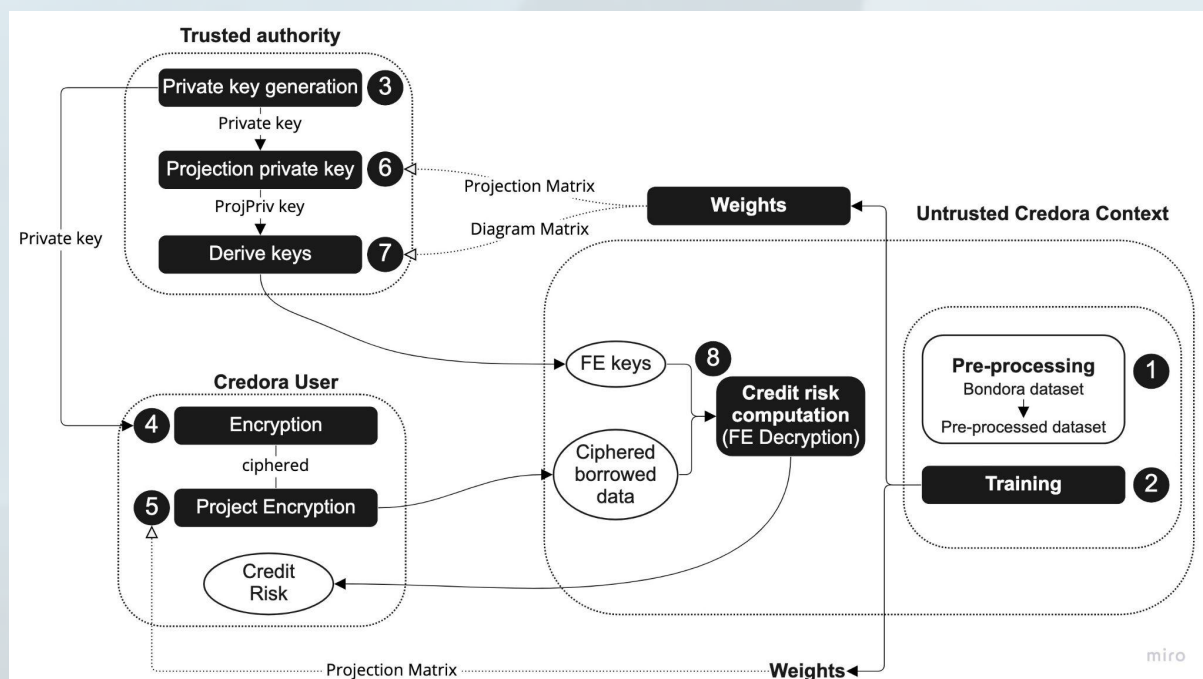 Trusted authority
Private key generation
3
Private key
Projection private key
6
ProjPriv key
Derive keys
7
Private key
Projection Matrix
Diagram Matrix
Weights
Untrusted Credora Context
Pre-processing
Bondora dataset
Pre-processed dataset
1
Training
2
FE keys
8
Credit risk
computation
(FE Decryption)
Ciphered
borrowed
data
Credora User
4
Encryption
ciphered
5
Project Encryption
Credit
Risk
Projection Matrix
Weights
miro